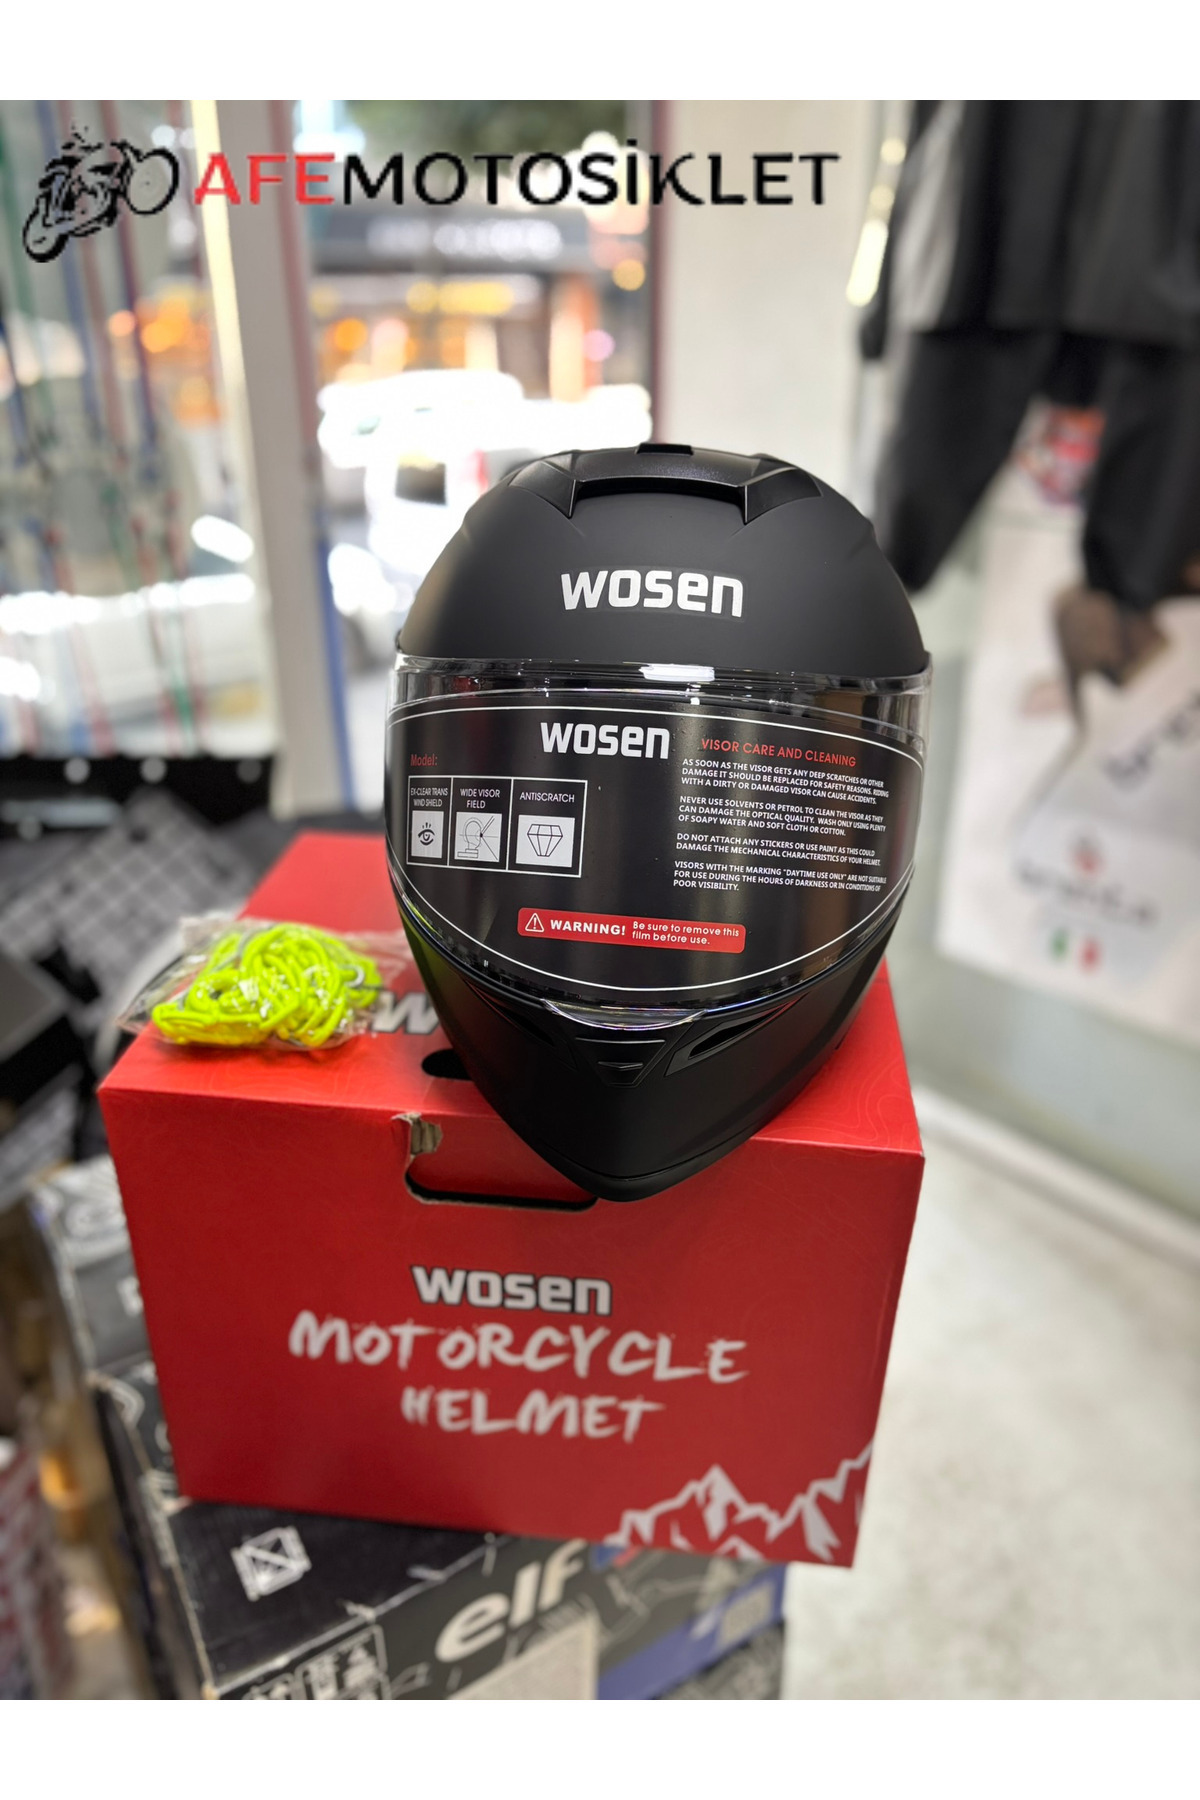 AFEMOTOSİKLET
WOSEN
WOSEN
Model:
EX-CLEAR TRANS
WIND SHIELD
WIDE VISOR
FIELD
ANTISCRATCH
VISOR CARE AND CLEANING
AS SOON AS THE VISOR GETS ANY DEEP SCRATCHES OR OTHER
DAMAGE IT SHOULD BE REPLACED FOR SAFETY REASONS. RIDING
WITH A DIRTY OR DAMAGED VISOR CAN CAUSE ACCIDENTS.
NEVER USE SOLVENTS OR PETROL TO CLEAN THE VISOR AS THEY
CAN DAMAGE THE OPTICAL QUALITY. WASH ONLY USING PLENTY
OF SOAPY WATER AND SOFT CLOTH OR COTTON.
DO NOT ATTACH ANY STICKERS OR USE PAINT AS THIS COULD
DAMAGE THE MECHANICAL CHARACTERISTICS OF YOUR HELMET.
VISORS WITH THE MARKING "DAYTIME USE ONLY" ARE NOT SUITABLE
FOR USE DURING THE HOURS OF DARKNESS OR IN CONDITIONS OF
POOR VISIBILITY.
WARNING! Be sure to remove this
film before use.
WOSEN
MOTORCYCLE
HELMET
elf